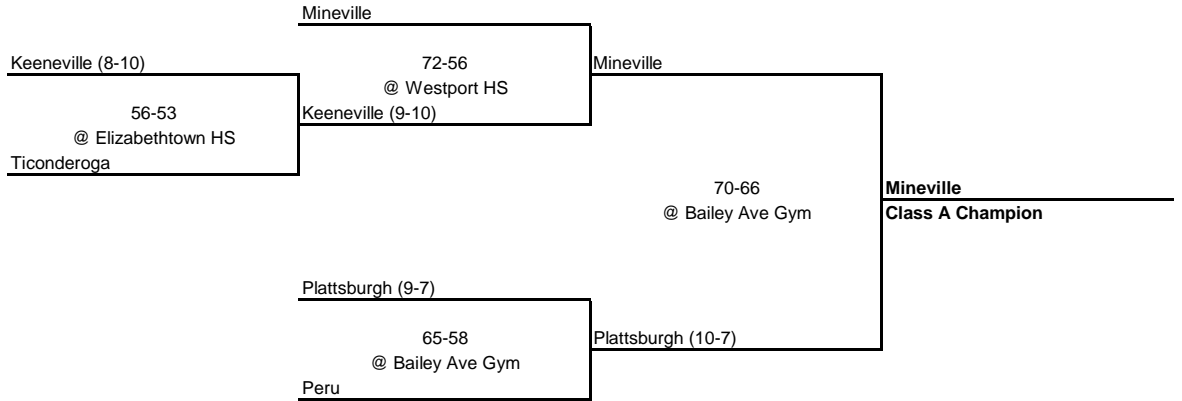 Mineville
Keeneville (8-10)
72-56
Mineville
@ Westport HS
56-53
Keeneville (9-10)
@ Elizabethtown HS
Ticonderoga
70-66
Mineville
@ Bailey Ave Gym
Class A Champion
Plattsburgh (9-7)
65-58
Plattsburgh (10-7)
@ Bailey Ave Gym
Peru